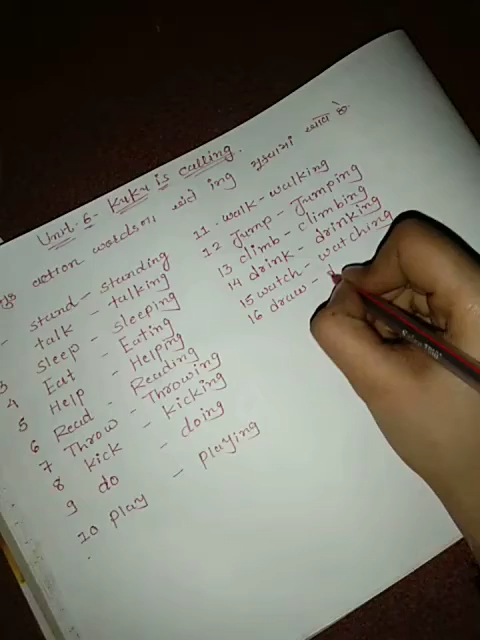 Unit-6- Kuku is calling.
action words
ing
stand - standing
talk - talking
3 sleep - sleeping
4 Eat - Eating
5 Help - Helping
6 Read - Reading
7 Throw - Throwing
8 kick - kicking
9 do - doing
10 play - playing
11. walk - walking
12 Jump - Jumping
13 climb - climbing
14 drink - drinking
15 watch - watching
16 draw -